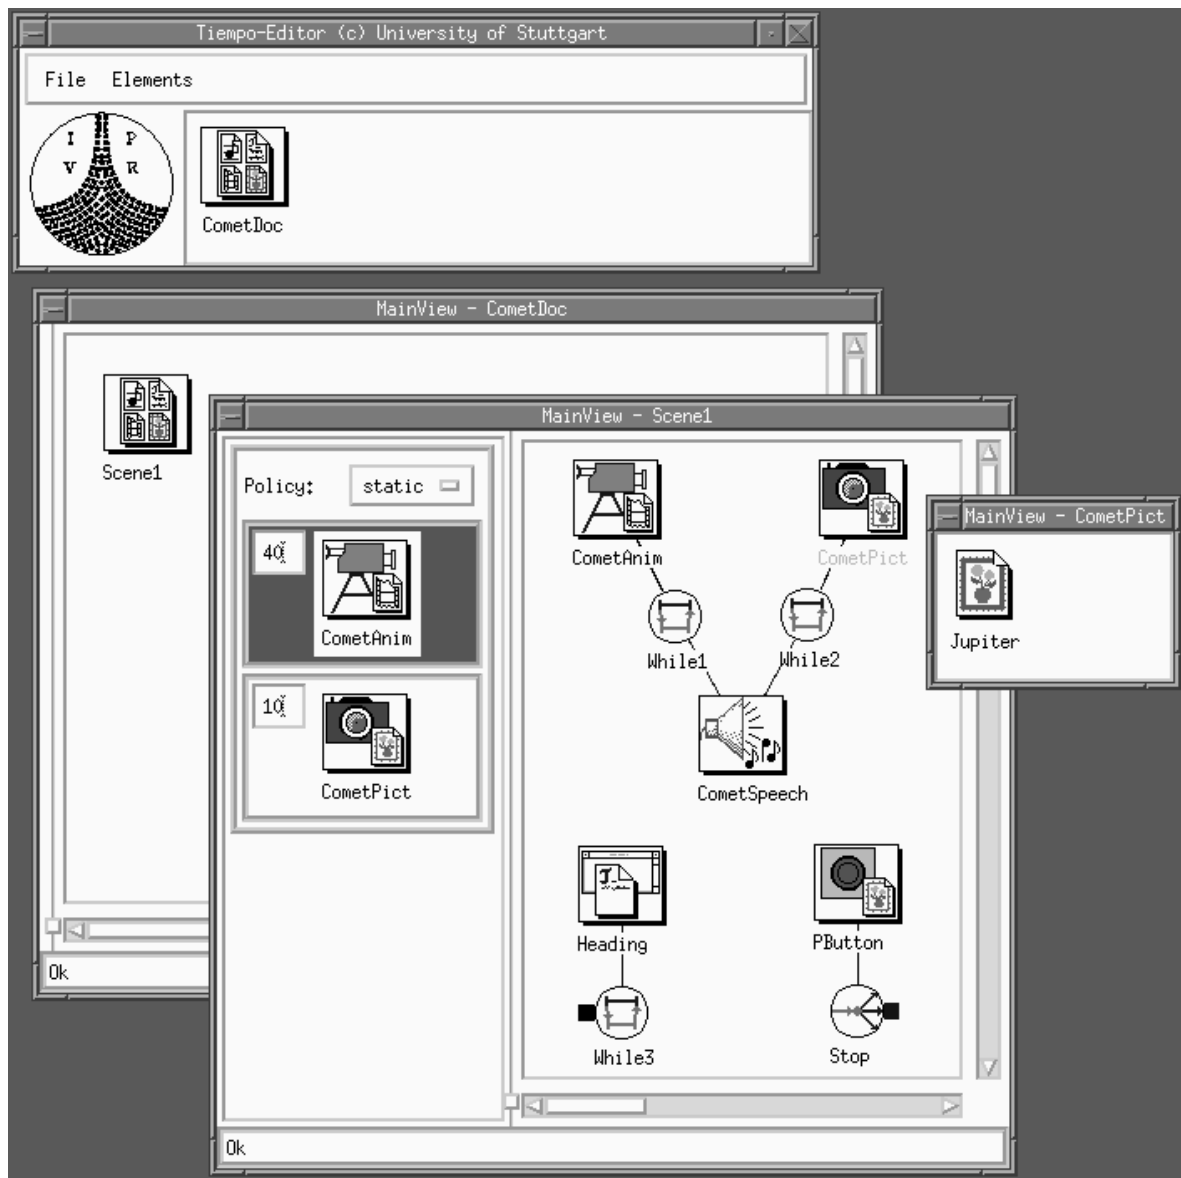 Tiempo-Editor (c) University of Stuttgart
File Elements
I P
V R
CometDoc
MainView - CometDoc
Scene1
Ok
MainView - Scene1
Policy: static
40
CometAnim
10
CometPict
CometAnim
CometPict
While1
While2
CometSpeech
Heading
PButton
While3
Stop
Ok
MainView - CometPict
Jupiter